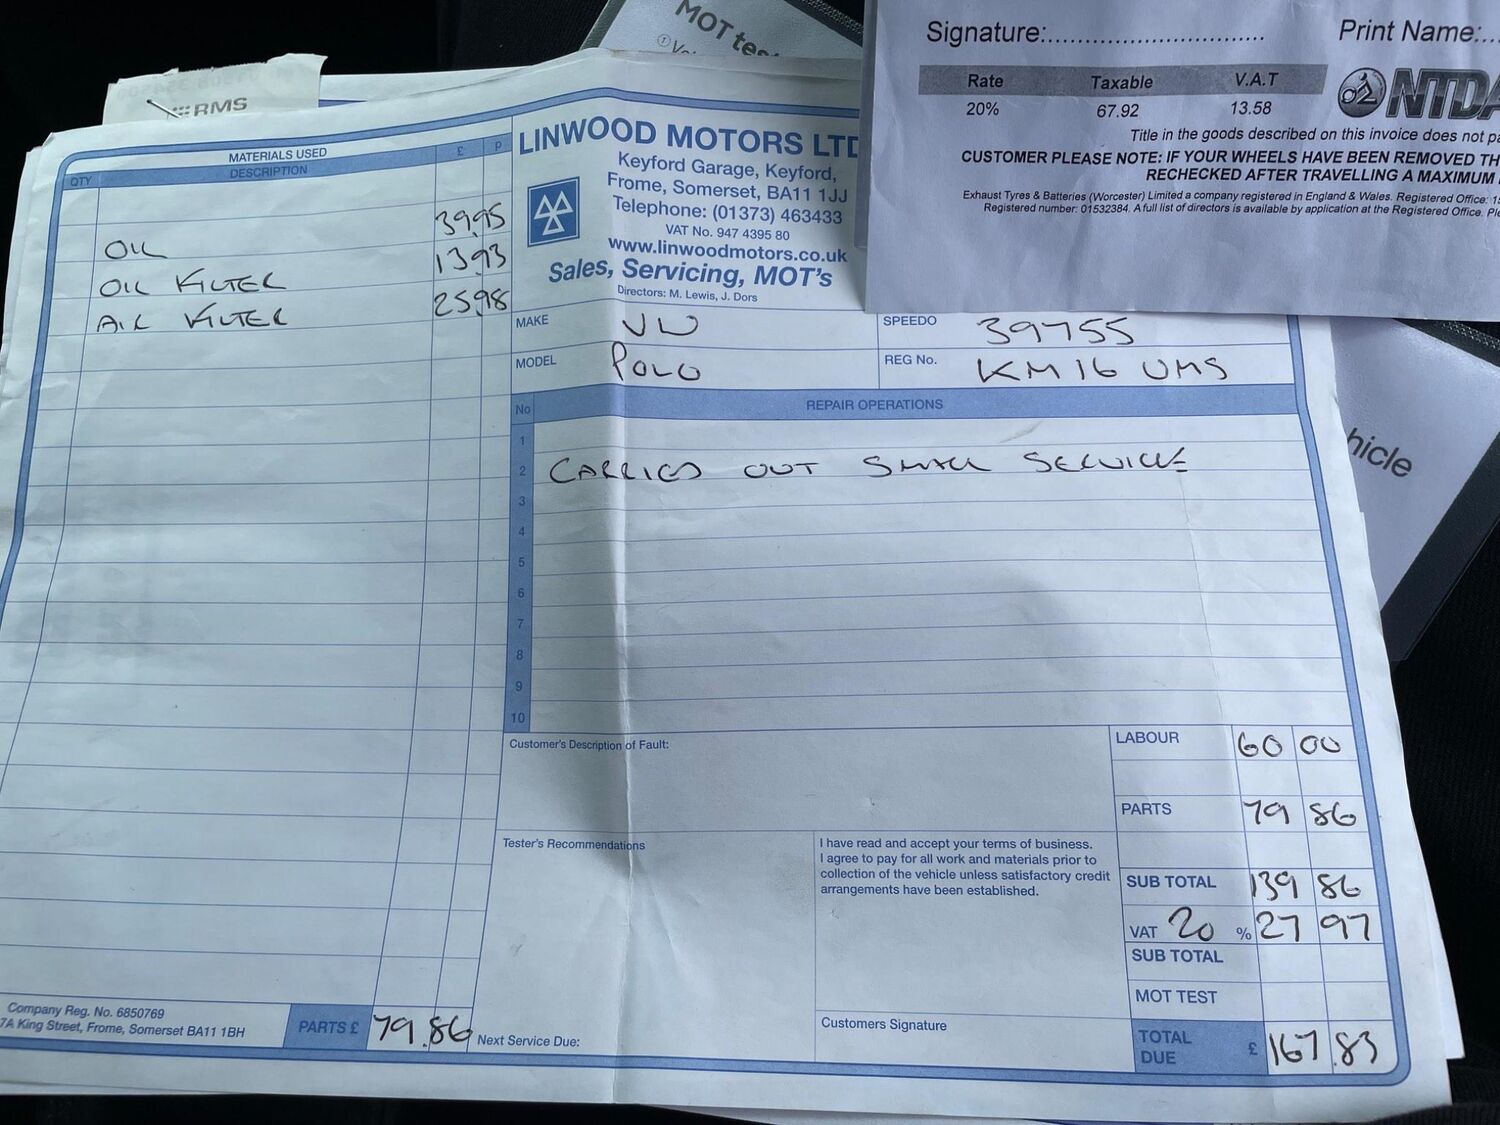 MOT tes
RMS
Signature:.............................. Print Name:...
Rate Taxable V.A.T
20% 67.92 13.58
NTDA
Title in the goods described on this invoice does not pa
CUSTOMER PLEASE NOTE: IF YOUR WHEELS HAVE BEEN REMOVED TH
RECHECKED AFTER TRAVELLING A MAXIMUM
Exhaust Tyres & Batteries (Worcester) Limited a company registered in England & Wales. Registered Office:
Registered number: 01532384. A full list of directors is available by application at the Registered Office.
hicle
MATERIALS USED
QTY DESCRIPTION £ P
OIL 39.95
OIL FILTER 13.93
AIR FILTER 25.98
Company Reg. No. 6850769
7A King Street, Frome, Somerset BA11 1BH
PARTS £ 79.86
LINWOOD MOTORS LTD
Keyford Garage, Keyford,
Frome, Somerset, BA11 1JJ
Telephone: (01373) 463433
VAT No. 947 4395 80
www.linwoodmotors.co.uk
Sales, Servicing, MOT's
Directors: M. Lewis, J. Dors
MAKE VW SPEEDO 39755
MODEL POLO REG No. KM16 UMS
No REPAIR OPERATIONS
1
2 CARRIED OUT SMALL SERVICE
3
4
5
6
7
8
9
10
Customer's Description of Fault:
LABOUR 60 00
PARTS 79 86
Tester's Recommendations
I have read and accept your terms of business.
I agree to pay for all work and materials prior to
collection of the vehicle unless satisfactory credit
arrangements have been established.
SUB TOTAL 139 86
VAT 20 % 27 97
SUB TOTAL
MOT TEST
Next Service Due:
Customers Signature
TOTAL
DUE £ 167.83